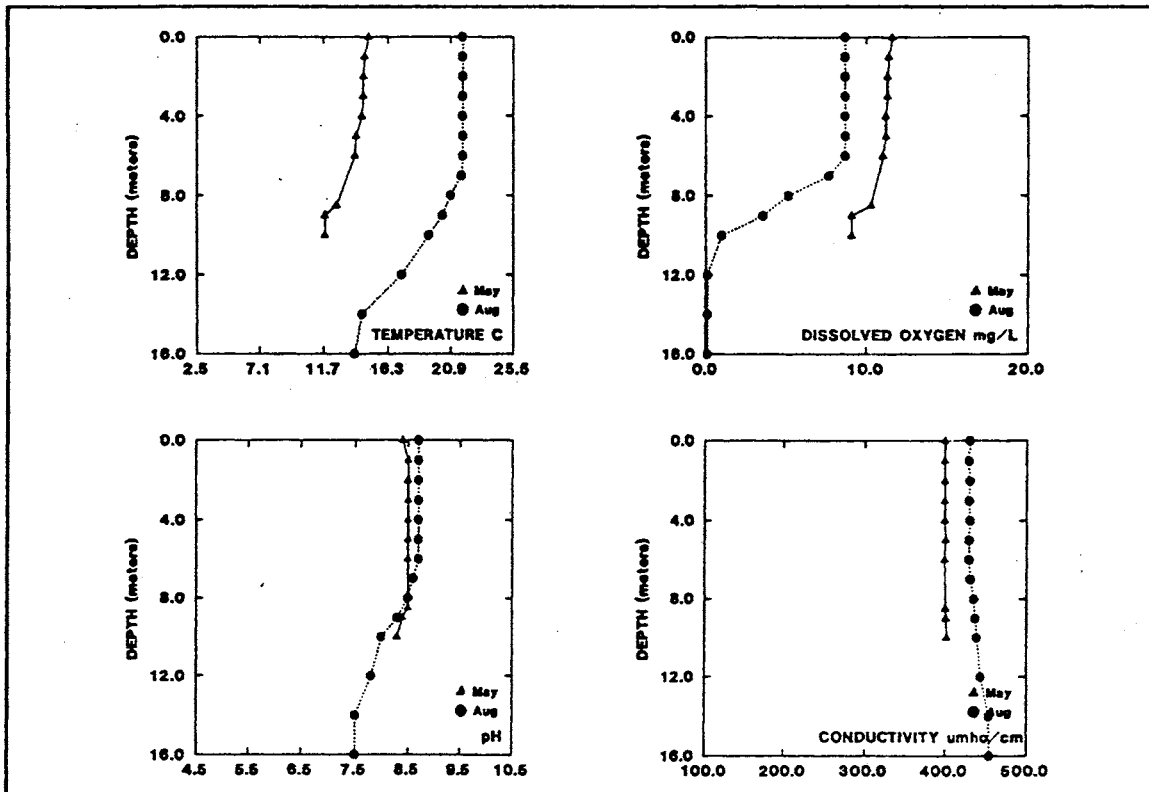 0.0
4.0
8.0
12.0
16.0
DEPTH (meters)
▲ May
● Aug
TEMPERATURE C
2.5 7.1 11.7 16.3 20.9 25.5
0.0
4.0
8.0
12.0
16.0
DEPTH (meters)
▲ May
● Aug
DISSOLVED OXYGEN mg/L
0.0 10.0 20.0
0.0
4.0
8.0
12.0
16.0
DEPTH (meters)
▲ May
● Aug
pH
4.5 5.5 6.5 7.5 8.5 9.5 10.5
0.0
4.0
8.0
12.0
16.0
DEPTH (meters)
▲ May
● Aug
CONDUCTIVITY umho/cm
100.0 200.0 300.0 400.0 500.0